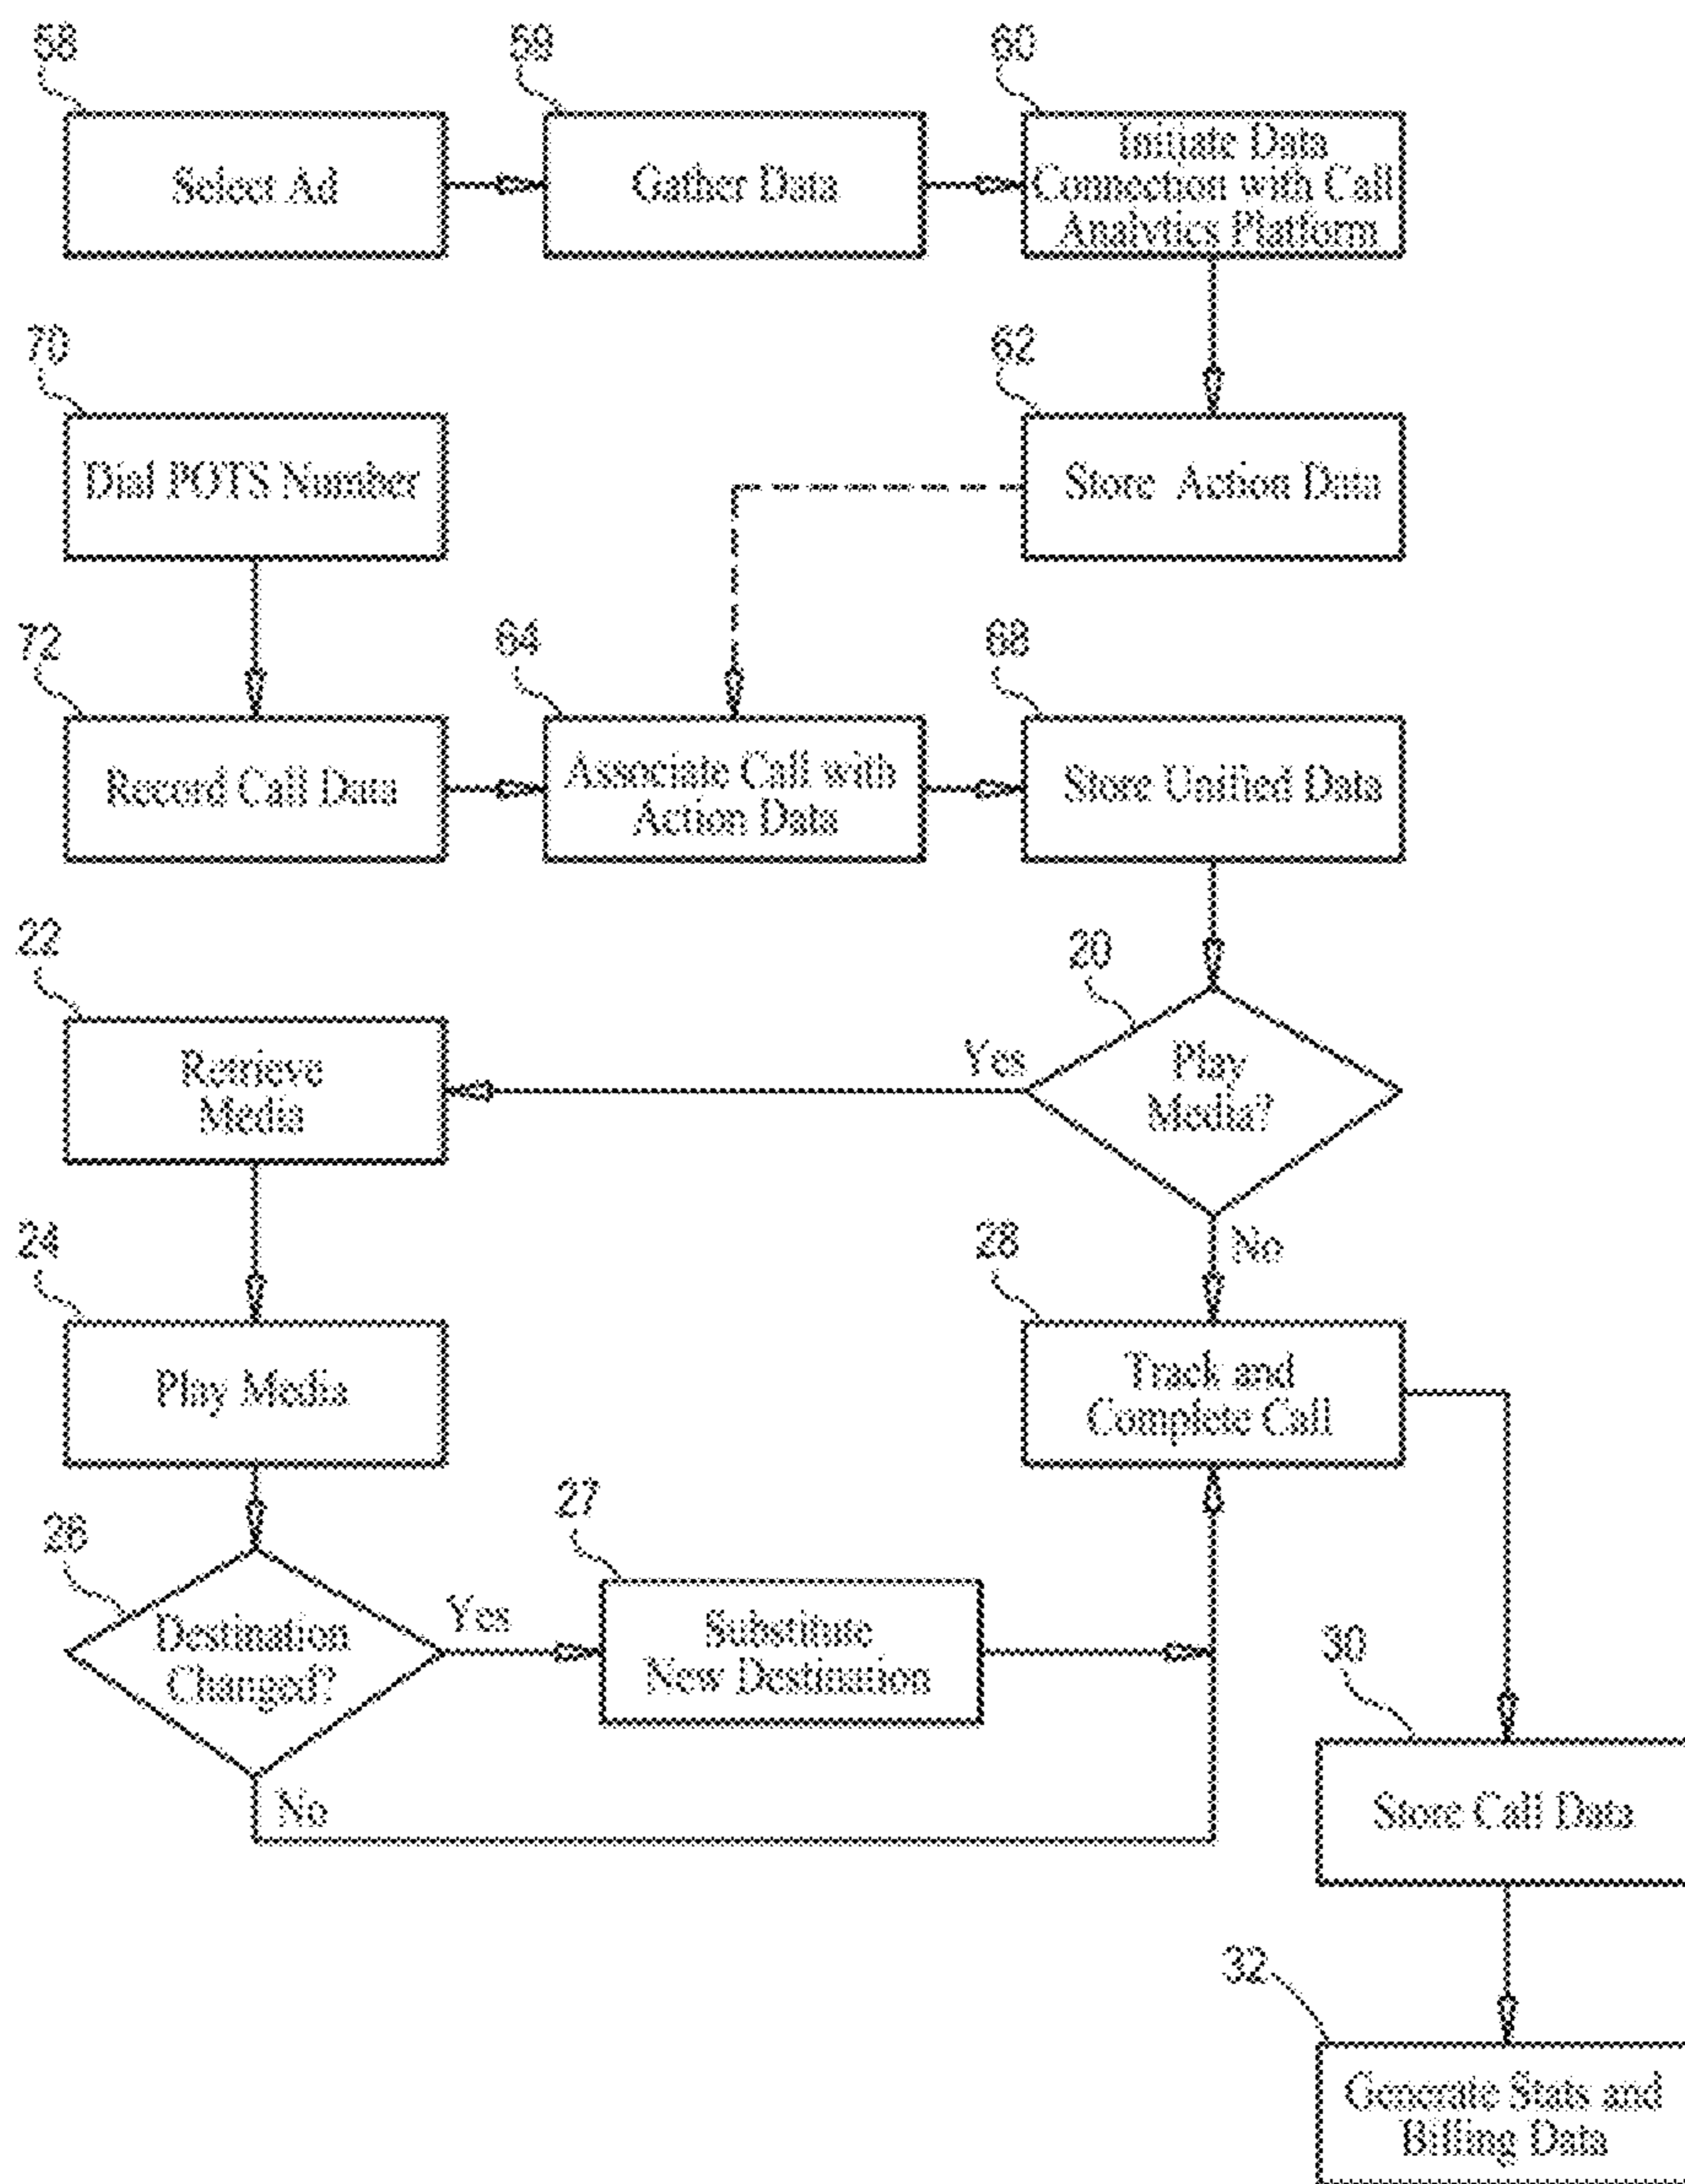 58
59
60
Select Ad
Gather Data
Initiate Data
Connection with Call
Analytics Platform
70
62
Dial POTS Number
Store Action Data
72
64
68
Record Call Data
Associate Call with
Action Data
Store Unified Data
22
20
Retrieve
Media
Yes
Play
Media?
24
28
No
Play Media
Track and
Complete Call
26
27
Destination
Changed?
Yes
Substitute
New Destination
No
30
Store Call Data
32
Generate Stats and
Billing Data